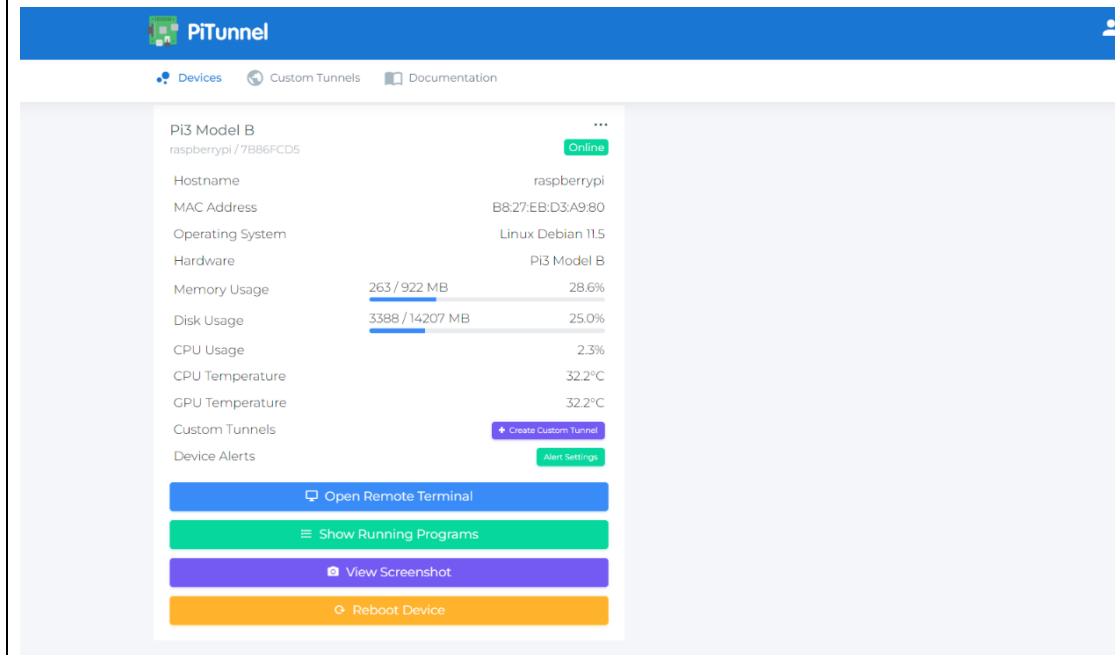 PiTunnel
Devices Custom Tunnels Documentation
Pi3 Model B ...
raspberrypi / 7B86FCD5 Online
Hostname raspberrypi
MAC Address B8:27:EB:D3:A9:80
Operating System Linux Debian 11.5
Hardware Pi3 Model B
Memory Usage 263 / 922 MB 28.6%
Disk Usage 3388 / 14207 MB 25.0%
CPU Usage 2.3%
CPU Temperature 32.2°C
GPU Temperature 32.2°C
Custom Tunnels + Create Custom Tunnel
Device Alerts Alert Settings
Open Remote Terminal
Show Running Programs
View Screenshot
Reboot Device